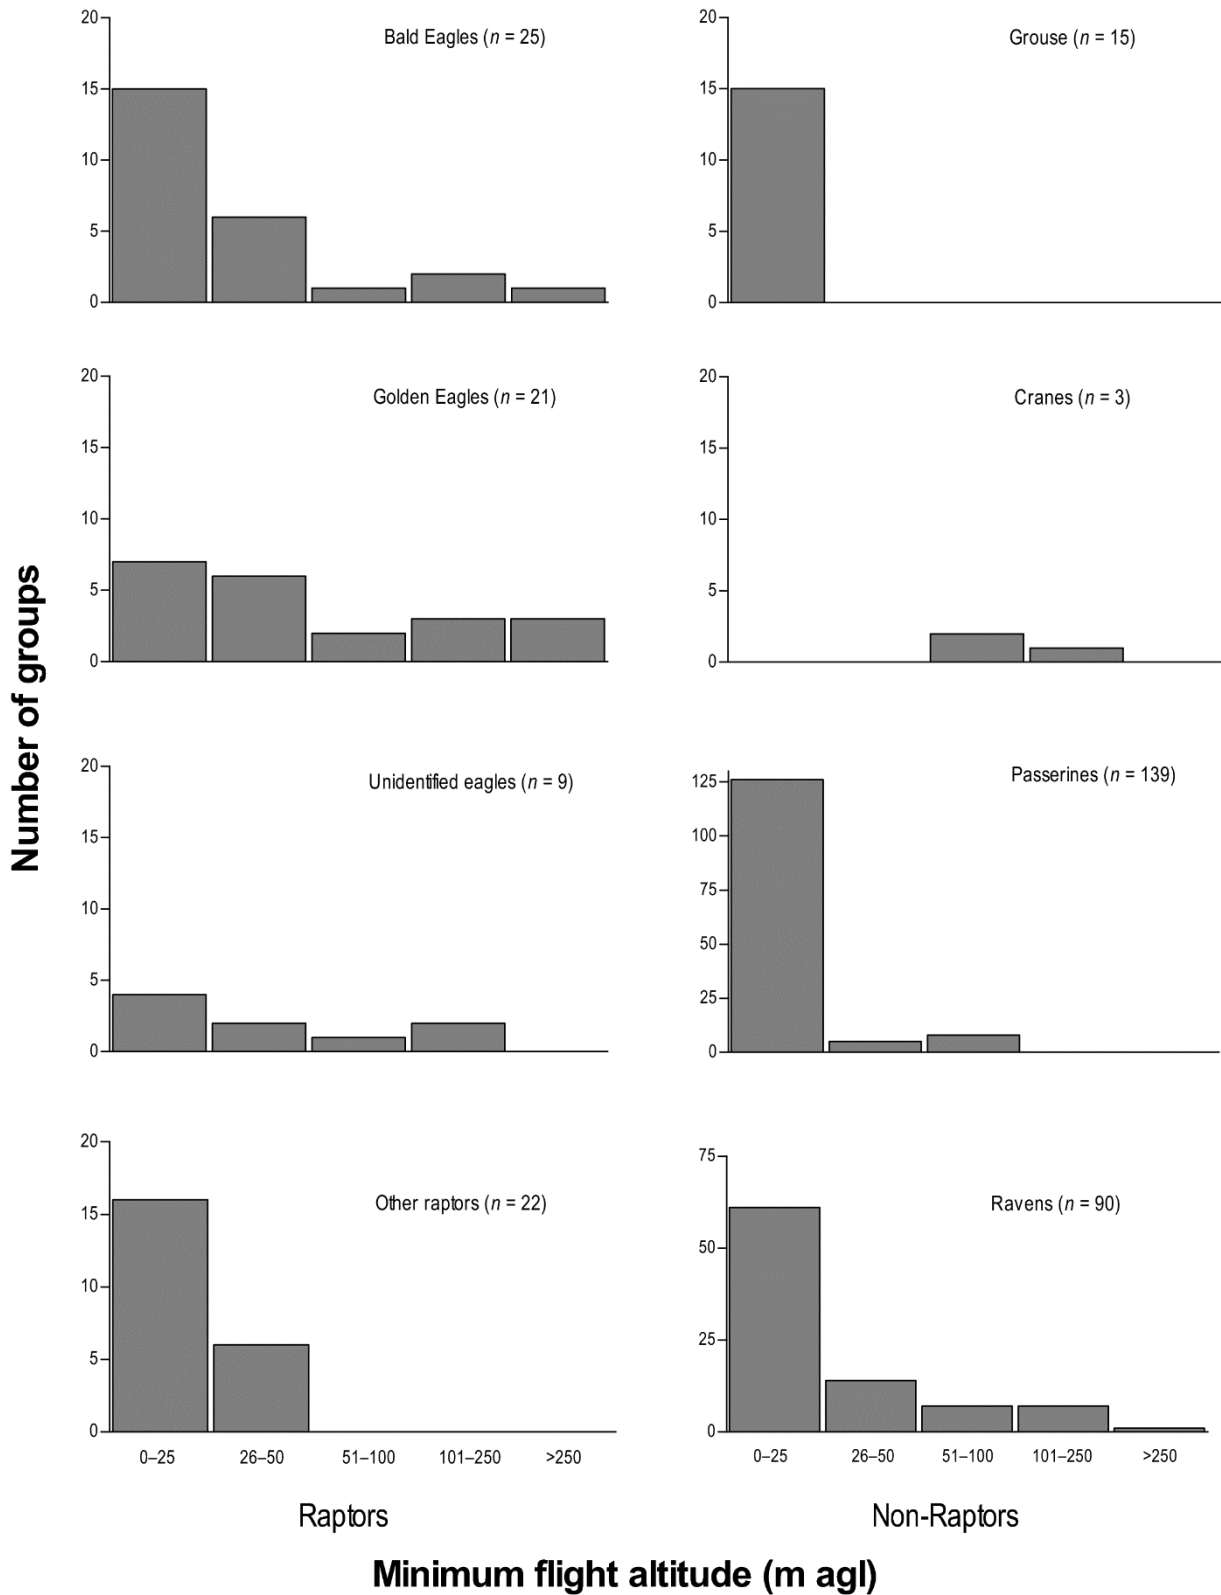 Number of groups
20
15
10
5
0
Bald Eagles (n = 25)
20
15
10
5
0
Grouse (n = 15)
20
15
10
5
0
Golden Eagles (n = 21)
20
15
10
5
0
Cranes (n = 3)
20
15
10
5
0
Unidentified eagles (n = 9)
125
100
75
50
25
0
Passerines (n = 139)
20
15
10
5
0
Other raptors (n = 22)
0–25 26–50 51–100 101–250 >250
Raptors
75
50
25
0
Ravens (n = 90)
0–25 26–50 51–100 101–250 >250
Non-Raptors
Minimum flight altitude (m agl)